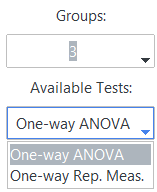 Groups:
3
Available Tests:
One-way ANOVA
One-way ANOVA
One-way Rep. Meas.